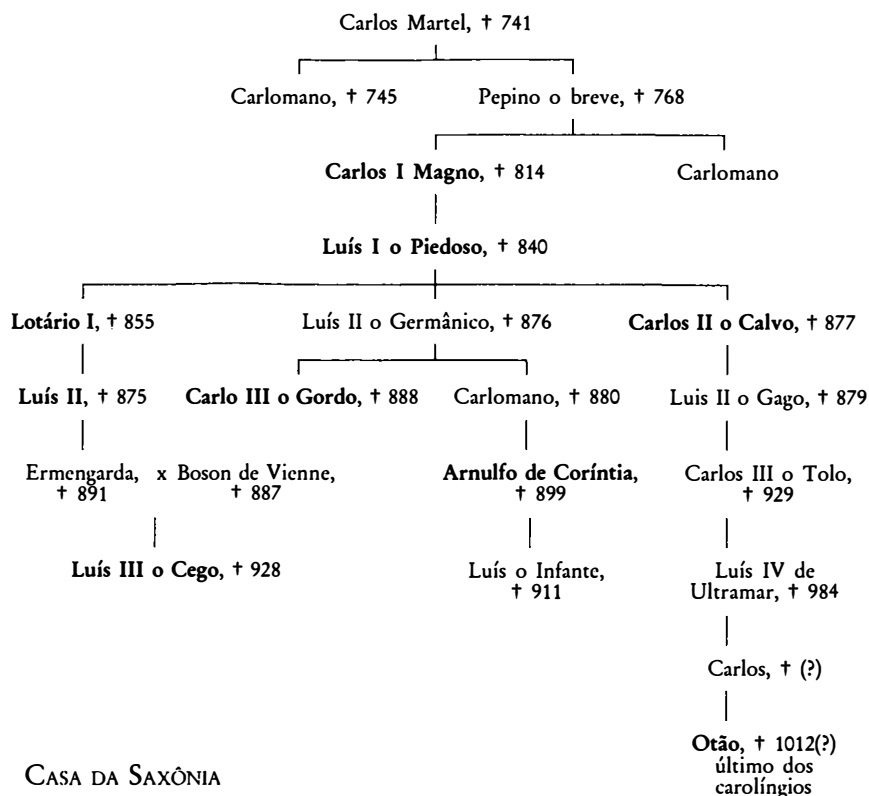 Carlos Martel, † 741
Carlomano, † 745 Pepino o breve, † 768
Carlos I Magno, † 814 Carlomano
Luís I o Piedoso, † 840
Lotário I, † 855 Luís II o Germânico, † 876 Carlos II o Calvo, † 877
Luís II, † 875 Carlo III o Gordo, † 888 Carlomano, † 880 Luis II o Gago, † 879
Ermengarda, x Boson de Vienne, Arnulfo de Coríntia, Carlos III o Tolo,
† 891 † 887 † 899 † 929
Luís III o Cego, † 928 Luís o Infante, Luís IV de
† 911 Ultramar, † 984
Carlos, † (?)
Otão, † 1012(?)
último dos
carolíngios
CASA DA SAXÔNIA